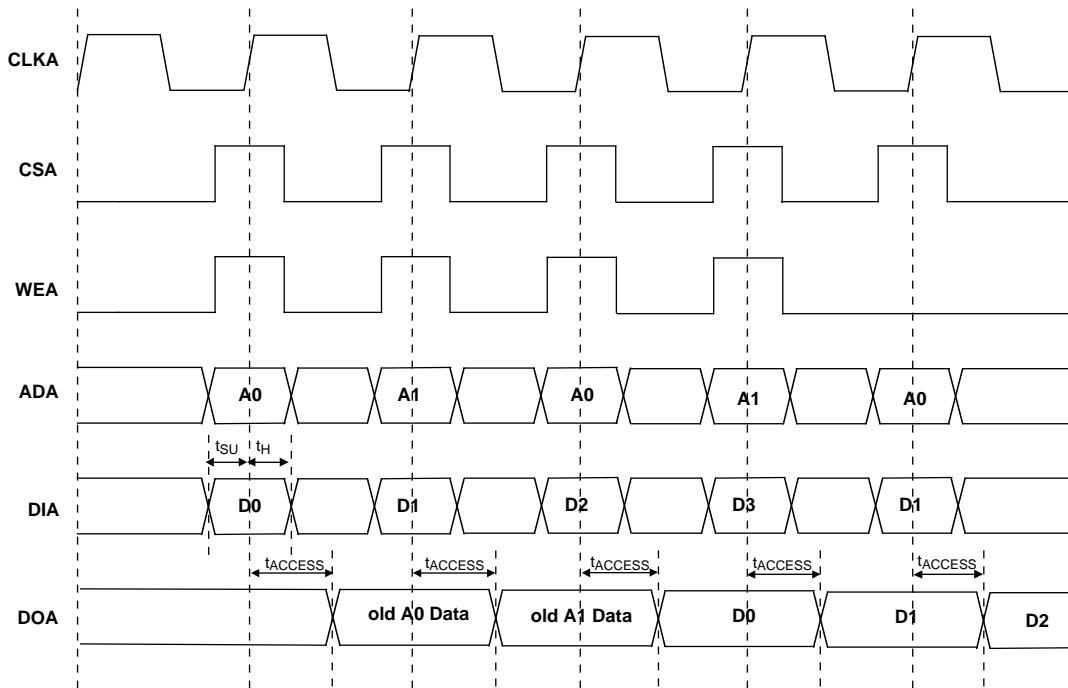 CLKA
CSA
WEA
ADA A0 A1 A0 A1 A0
tSU tH
DIA D0 D1 D2 D3 D1
tACCESS tACCESS tACCESS tACCESS tACCESS
DOA old A0 Data old A1 Data D0 D1 D2